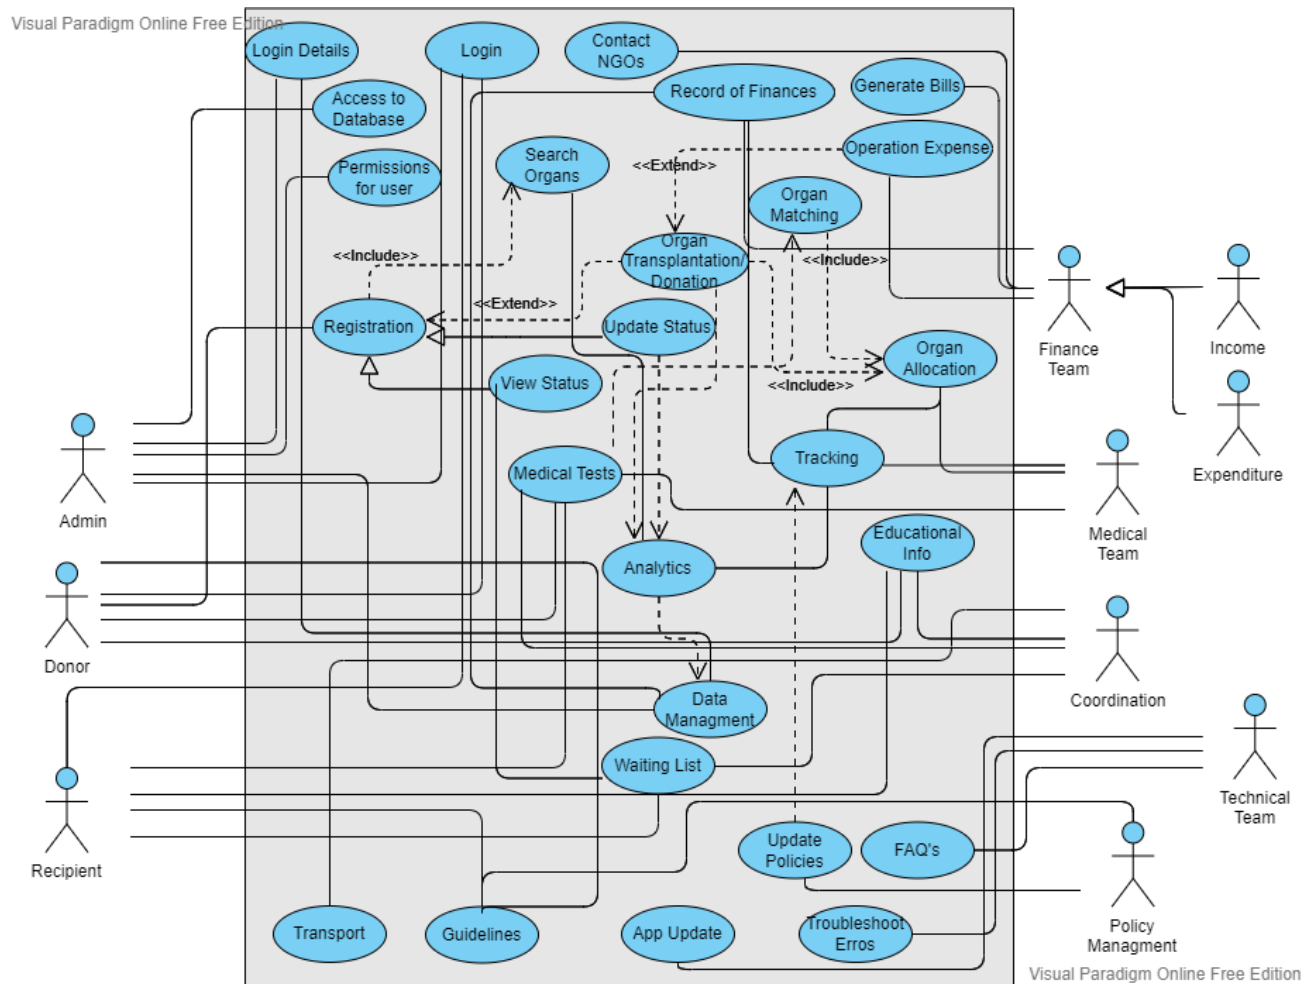 Visual Paradigm Online Free Edition
Login Details
Login
Contact
NGOs
Record of Finances
Generate Bills
Access to
Database
Operation Expense
Search
Organs
<<Extend>>
Permissions
for user
Organ
Matching
Organ
Transplantation/
Donation
<<Include>>
<<Include>>
<<Extend>>
Registration
Update Status
Organ
Allocation
Finance
Team
Income
View Status
<<Include>>
Medical Tests
Tracking
Expenditure
Admin
Medical
Team
Educational
Info
Analytics
Donor
Coordination
Data
Managment
Waiting List
Technical
Team
Recipient
Update
Policies
FAQ's
Transport
Guidelines
App Update
Troubleshoot
Erros
Policy
Managment
Visual Paradigm Online Free Edition